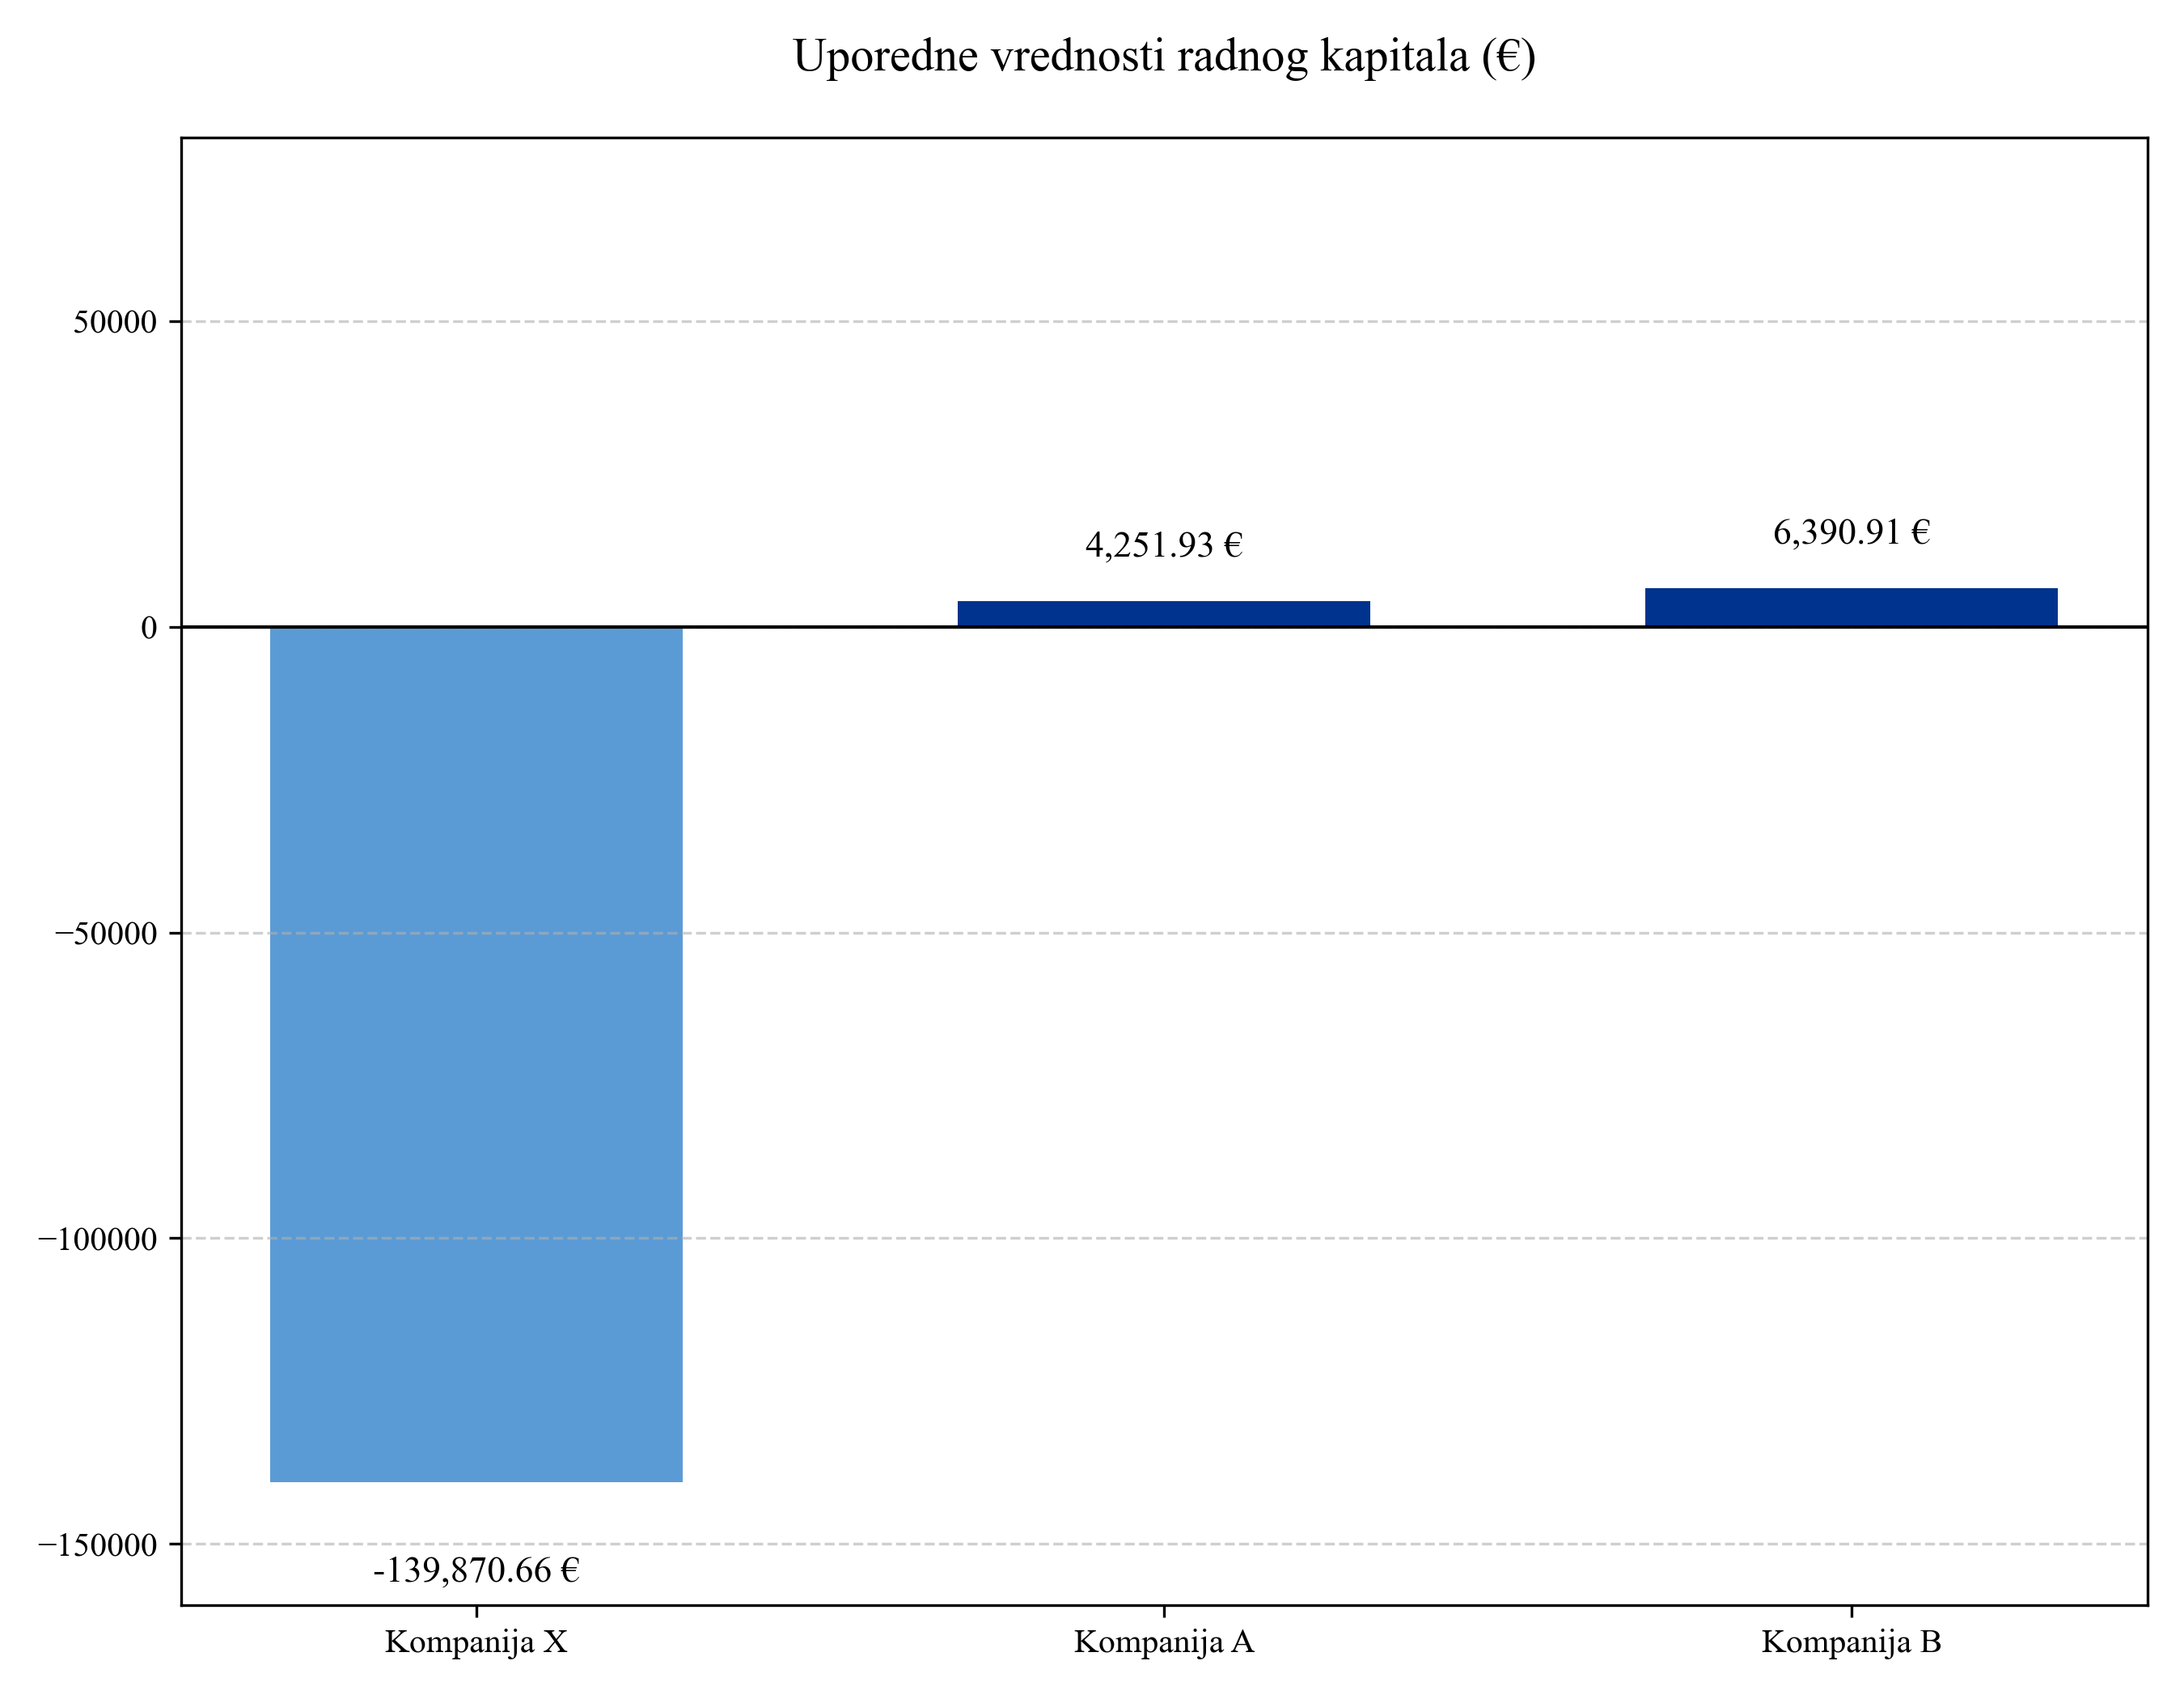 Uporedne vrednosti radnog kapitala (€)
50000
6,390.91 €
4,251.93 €
0
−50000
−100000
−150000
-139,870.66 €
Kompanija X
Kompanija A
Kompanija B